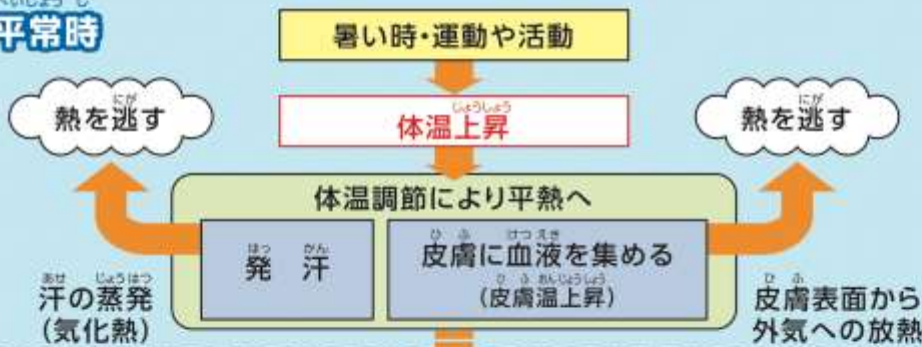 平常時
暑い時・運動や活動
熱を逃す
体温上昇
熱を逃す
体温調節により平熱へ
発汗
皮膚に血液を集める
(皮膚温上昇)
汗の蒸発
(気化熱)
皮膚表面から
外気への放熱